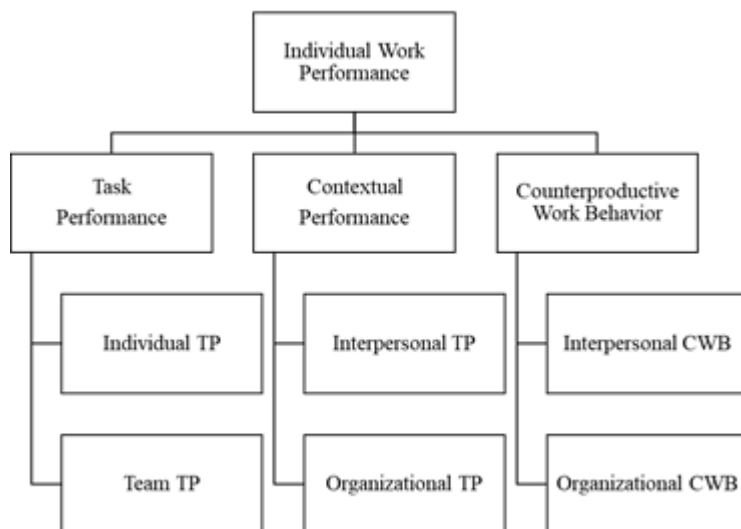 Individual Work
Performance
Task
Performance
Contextual
Performance
Counterproductive
Work Behavior
Individual TP
Interpersonal TP
Interpersonal CWB
Team TP
Organizational TP
Organizational CWB